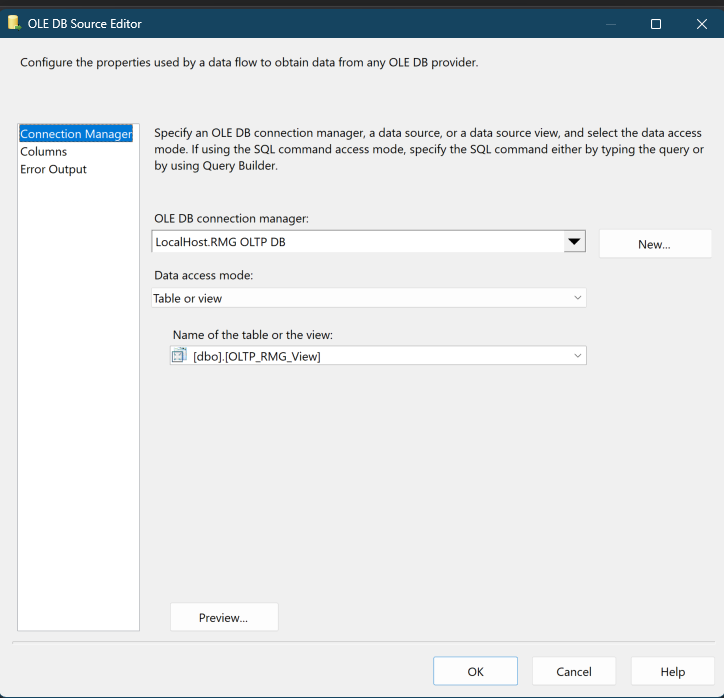 OLE DB Source Editor
Configure the properties used by a data flow to obtain data from any OLE DB provider.
Connection Manager
Columns
Error Output
Specify an OLE DB connection manager, a data source, or a data source view, and select the data access
mode. If using the SQL command access mode, specify the SQL command either by typing the query or
by using Query Builder.
OLE DB connection manager:
LocalHost.RMG OLTP DB
New...
Data access mode:
Table or view
Name of the table or the view:
[dbo].[OLTP_RMG_View]
Preview...
OK
Cancel
Help